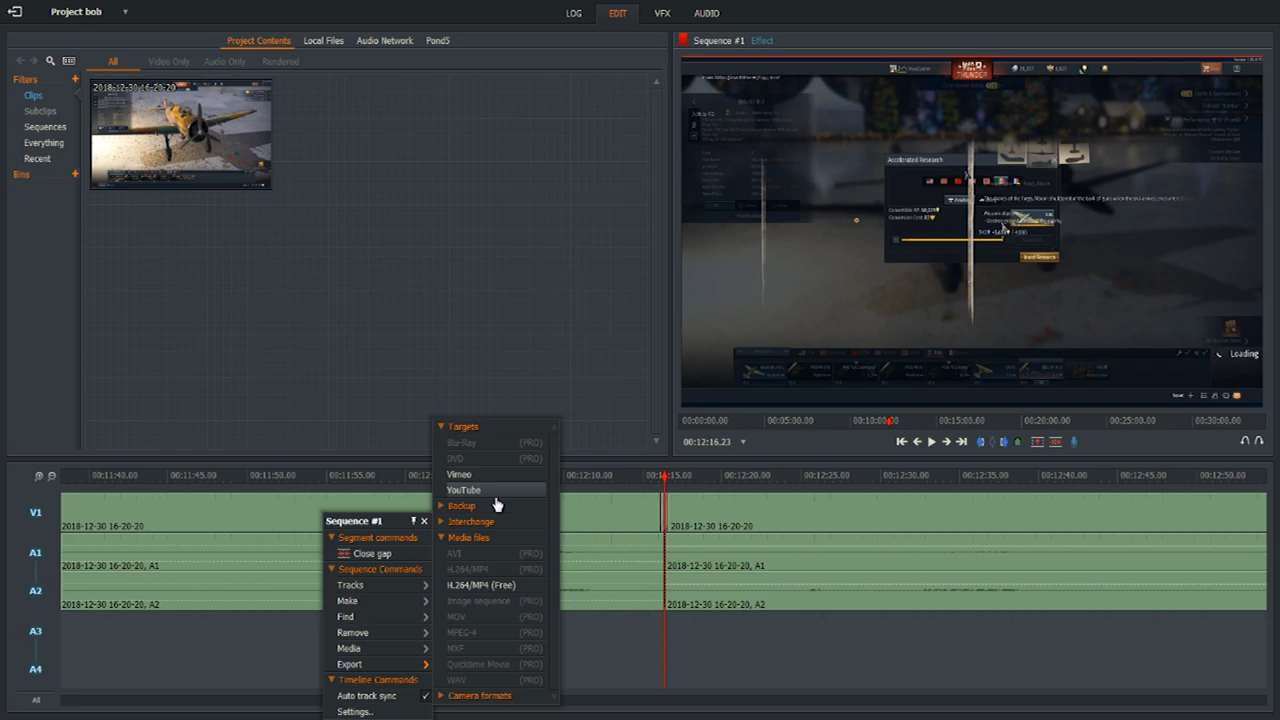 Project bob
LOG
EDIT
VFX
AUDIO
Project Contents
Local Files
Audio Network
Pond5
All
Video Only
Audio Only
Rendered
Filters
Clips
Subclips
Sequences
Everything
Recent
Bins
2018-12-30 16-20-20
Sequence #1
Effect
WAR
THUNDER
Accelerated Research
Loading
00:00:00.00
00:05:00.00
00:10:00.00
00:15:00.00
00:20:00.00
00:25:00.00
00:30:00.00
00:12:16.23
00:11:40.00
00:11:45.00
00:11:50.00
00:11:55.00
00:12:10.00
00:12:15.00
00:12:20.00
00:12:25.00
00:12:30.00
00:12:35.00
00:12:40.00
00:12:45.00
00:12:50.00
V1
2018-12-30 16-20-20
2018-12-30 16-20-20
A1
2018-12-30 16-20-20, A1
2018-12-30 16-20-20, A1
A2
2018-12-30 16-20-20, A2
2018-12-30 16-20-20, A2
A3
A4
All
Sequence #1
Segment commands
Close gap
Sequence Commands
Tracks
Make
Find
Remove
Media
Export
Timeline Commands
Auto track sync
Settings..
Targets
Blu-Ray (PRO)
DVD (PRO)
Vimeo
YouTube
Backup
Interchange
Media files
AVI (PRO)
H.264/MP4 (PRO)
H.264/MP4 (Free)
Image sequence (PRO)
MOV (PRO)
MPEG-4 (PRO)
MXF (PRO)
Quicktime Movie (PRO)
WAV (PRO)
Camera formats